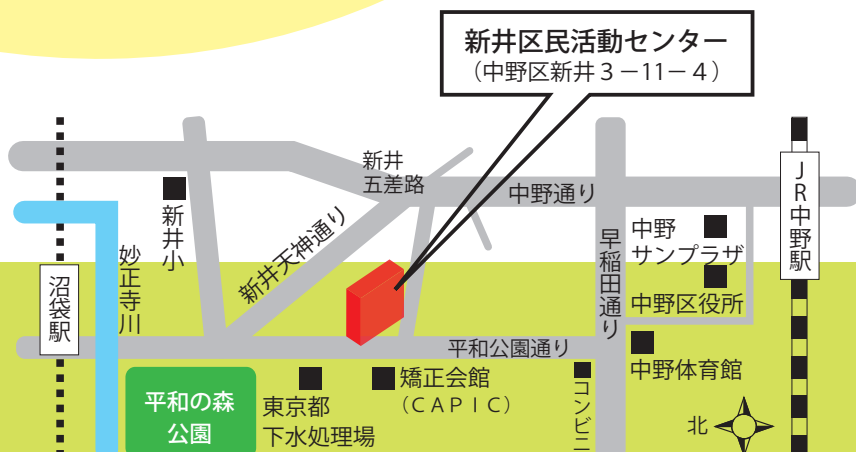 新井区民活動センター
（中野区新井３－11－４）
新井
五差路
中野通り
新井小
新井天神通り
妙正寺川
沼袋駅
早稲田通り
中野
サンプラザ
中野区役所
ＪＲ中野駅
平和公園通り
中野体育館
平和の森
公園
東京都
下水処理場
矯正会館
（ＣＡＰＩＣ）
コンビニ
北